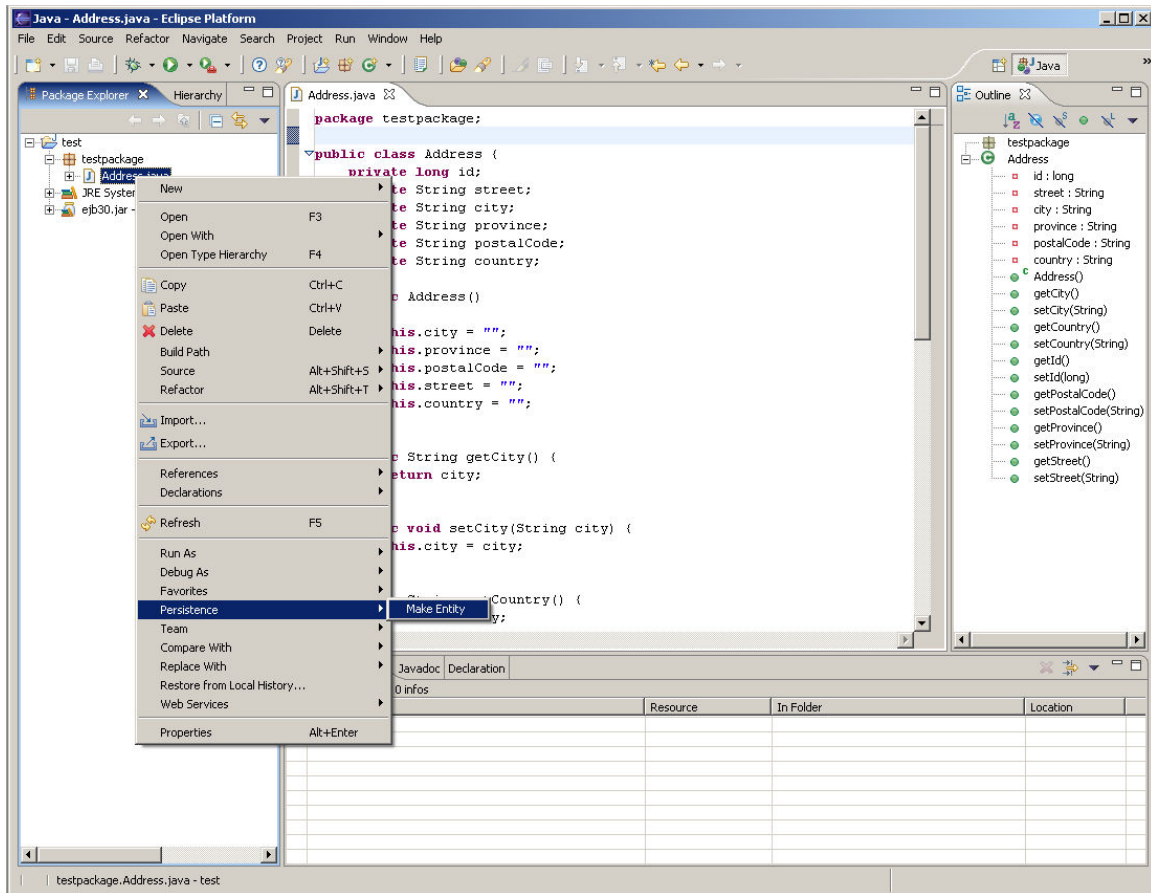 Java - Address.java - Eclipse Platform
File Edit Source Refactor Navigate Search Project Run Window Help
Java
Package Explorer
Hierarchy
test
testpackage
Address.java
JRE System
ejb30.jar -
New
Open F3
Open With
Open Type Hierarchy F4
Copy Ctrl+C
Paste Ctrl+V
Delete Delete
Build Path
Source Alt+Shift+S
Refactor Alt+Shift+T
Import...
Export...
References
Declarations
Refresh F5
Run As
Debug As
Favorites
Persistence
Team
Compare With
Replace With
Restore from Local History...
Web Services
Properties Alt+Enter
Make Entity
Address.java
package testpackage;
public class Address {
private long id;
te String street;
te String city;
te String province;
te String postalCode;
te String country;
c Address()
his.city = "";
his.province = "";
his.postalCode = "";
his.street = "";
his.country = "";
c String getCity() {
eturn city;
c void setCity(String city) {
his.city = city;
Country() {
y;
Outline
testpackage
Address
id : long
street : String
city : String
province : String
postalCode : String
country : String
Address()
getCity()
setCity(String)
getCountry()
setCountry(String)
getId()
setId(long)
getPostalCode()
setPostalCode(String)
getProvince()
setProvince(String)
getStreet()
setStreet(String)
Javadoc Declaration
0 infos
Resource In Folder Location
testpackage.Address.java - test